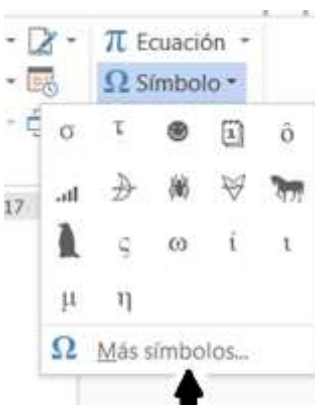 π Ecuación
Ω Símbolo
σ τ ô
ς ω ί ι
μ η
17
Ω Más símbolos...